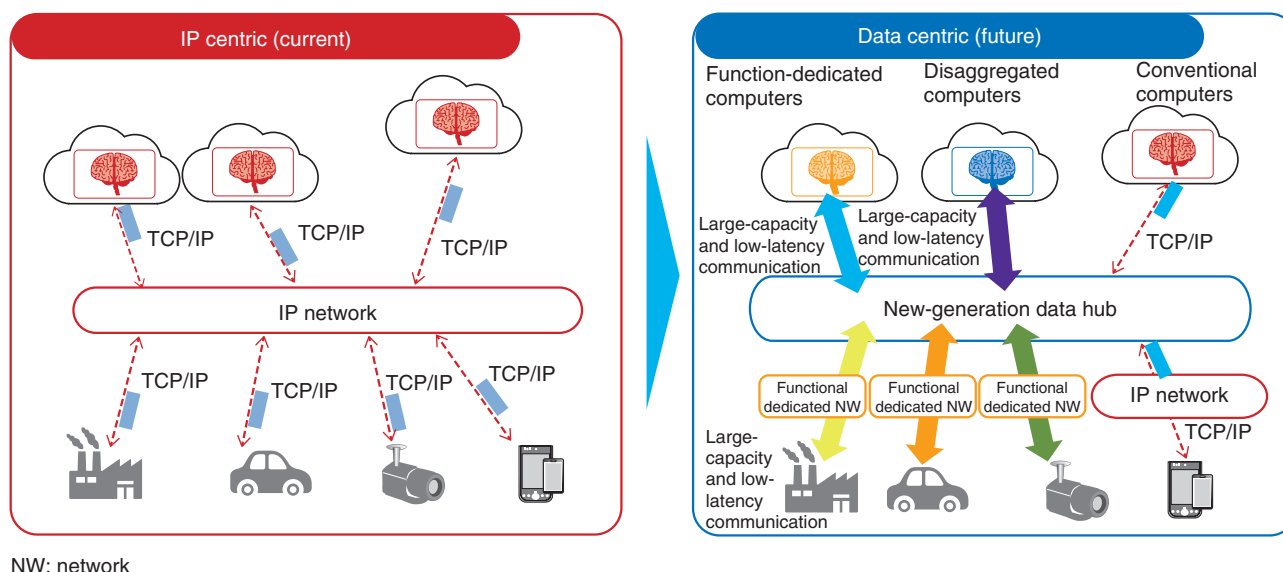 IP centric (current)
TCP/IP
TCP/IP
TCP/IP
IP network
TCP/IP
TCP/IP
TCP/IP
TCP/IP
Data centric (future)
Function-dedicated
computers
Disaggregated
computers
Conventional
computers
Large-capacity
and low-latency
communication
Large-capacity
and low-latency
communication
TCP/IP
New-generation data hub
Functional
dedicated NW
Functional
dedicated NW
Functional
dedicated NW
IP network
TCP/IP
Large-
capacity
and low-
latency
communication
NW: network